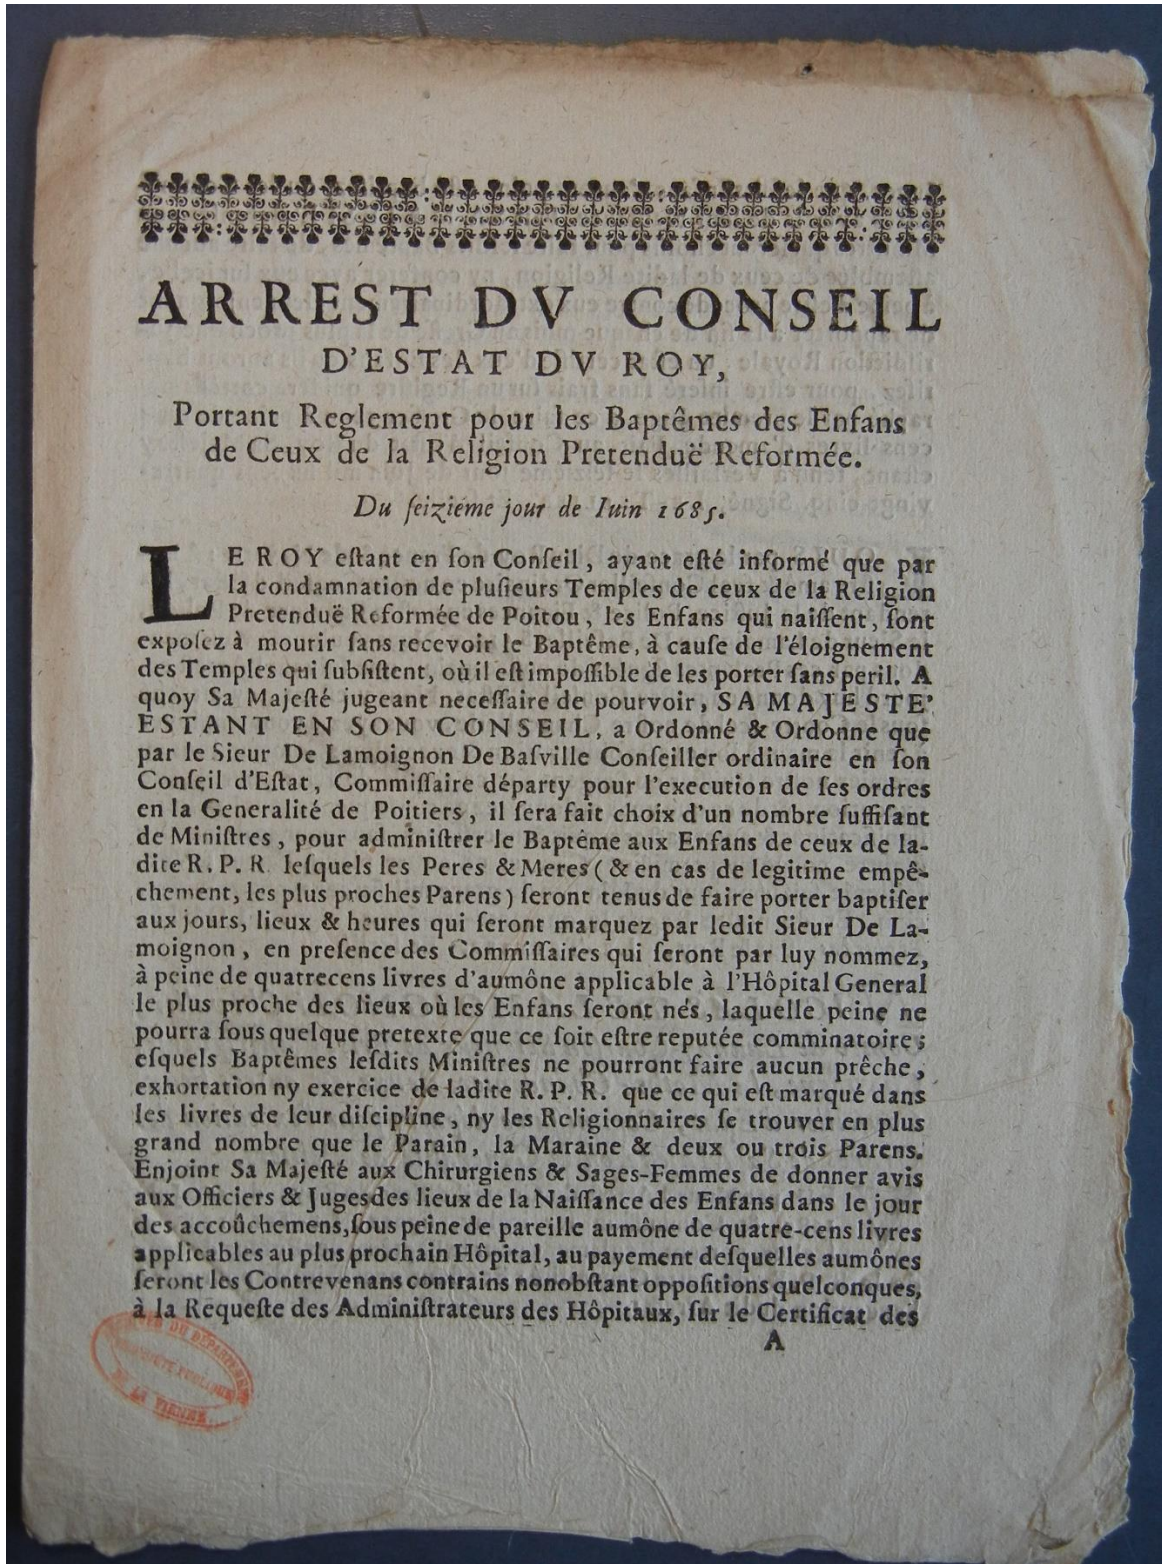 ARREST DV CONSEIL
D'ESTAT DV ROY,
Portant Reglement pour les Baptêmes des Enfans
de Ceux de la Religion Pretenduë Reformée.
Du ſeiziéme jour de Iuin 1685.
LE ROY eſtant en ſon Conſeil, ayant eſté informé que par
la condamnation de pluſieurs Temples de ceux de la Religion
Pretenduë Reformée de Poitou, les Enfans qui naiſſent, ſont
expoſez à mourir ſans recevoir le Baptême, à cauſe de l'éloignement
des Temples qui ſubſiſtent, où il eſt impoſſible de les porter ſans peril. A
quoy Sa Majeſté jugeant neceſſaire de pourvoir, SA MAJESTE'
ESTANT EN SON CONSEIL, a Ordonné & Ordonne que
par le Sieur De Lamoignon De Baſville Conſeiller ordinaire en ſon
Conſeil d'Eſtat, Commiſſaire départy pour l'execution de ſes ordres
en la Generalité de Poitiers, il ſera fait choix d'un nombre ſuffiſant
de Miniſtres, pour adminiſtrer le Baptême aux Enfans de ceux de la-
dite R. P. R. leſquels les Peres & Meres (& en cas de legitime empê-
chement, les plus proches Parens) ſeront tenus de faire porter baptiſer
aux jours, lieux & heures qui ſeront marquez par ledit Sieur De La-
moignon, en preſence des Commiſſaires qui ſeront par luy nommez,
à peine de quatrecens livres d'aumône applicable à l'Hôpital General
le plus proche des lieux où les Enfans ſeront nés, laquelle peine ne
pourra ſous quelque pretexte que ce ſoit eſtre reputée comminatoire;
eſquels Baptêmes leſdits Miniſtres ne pourront faire aucun prêche,
exhortation ny exercice de ladite R. P. R. que ce qui eſt marqué dans
les livres de leur diſcipline, ny les Religionnaires ſe trouver en plus
grand nombre que le Parain, la Maraine & deux ou trois Parens.
Enjoint Sa Majeſté aux Chirurgiens & Sages-Femmes de donner avis
aux Officiers & Juges des lieux de la Naiſſance des Enfans dans le jour
des accoûchemens, ſous peine de pareille aumône de quatre-cens livres
applicables au plus prochain Hôpital, au payement deſquelles aumônes
ſeront les Contrevenans contrains nonobſtant oppoſitions quelconques,
à la Requeſte des Adminiſtrateurs des Hôpitaux, ſur le Certificat des
A
DU DÉPARTEMENT
DE LA VIENNE